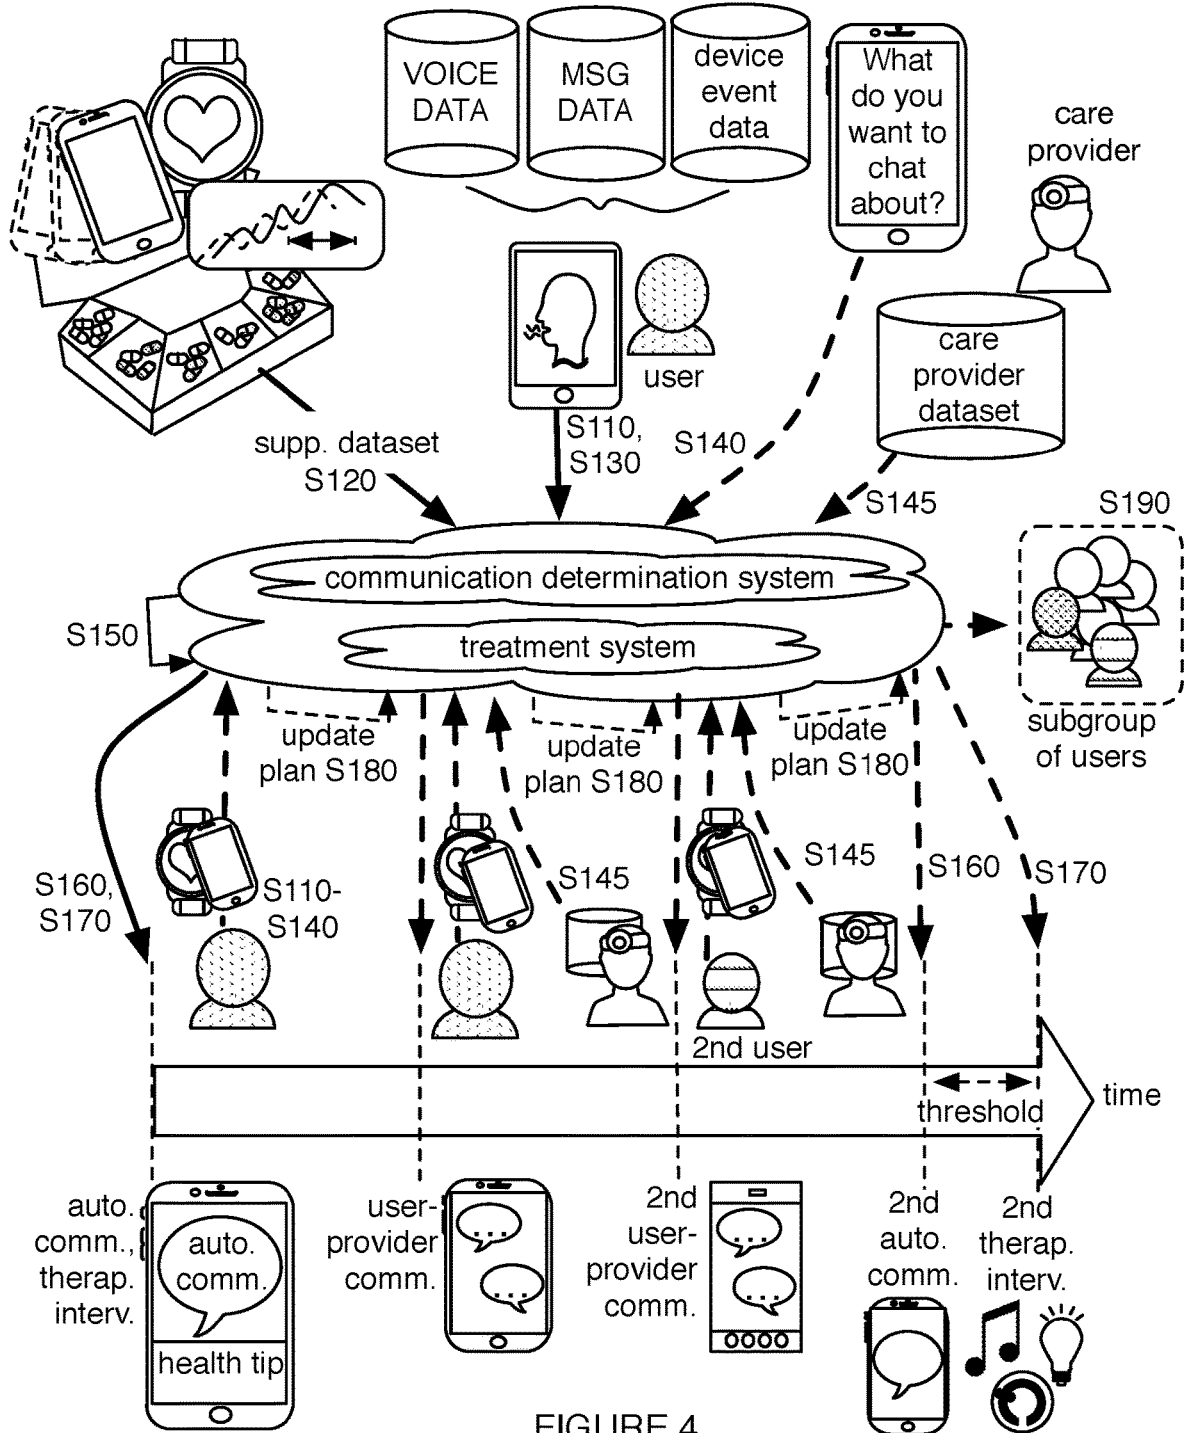 VOICE
DATA
MSG
DATA
device
event
data
What
do you
want to
chat
about?
care
provider
user
care
provider
dataset
supp. dataset
S120
S110,
S130
S140
S145
S190
communication determination system
treatment system
S150
subgroup
of users
update
plan S180
update
plan S180
update
plan S180
S160,
S170
S110-
S140
S145
S145
S160
S170
2nd user
time
threshold
auto.
comm.,
therap.
interv.
auto.
comm.
health tip
user-
provider
comm.
2nd
user-
provider
comm.
2nd
auto.
comm.
2nd
therap.
interv.
FIGURE 4